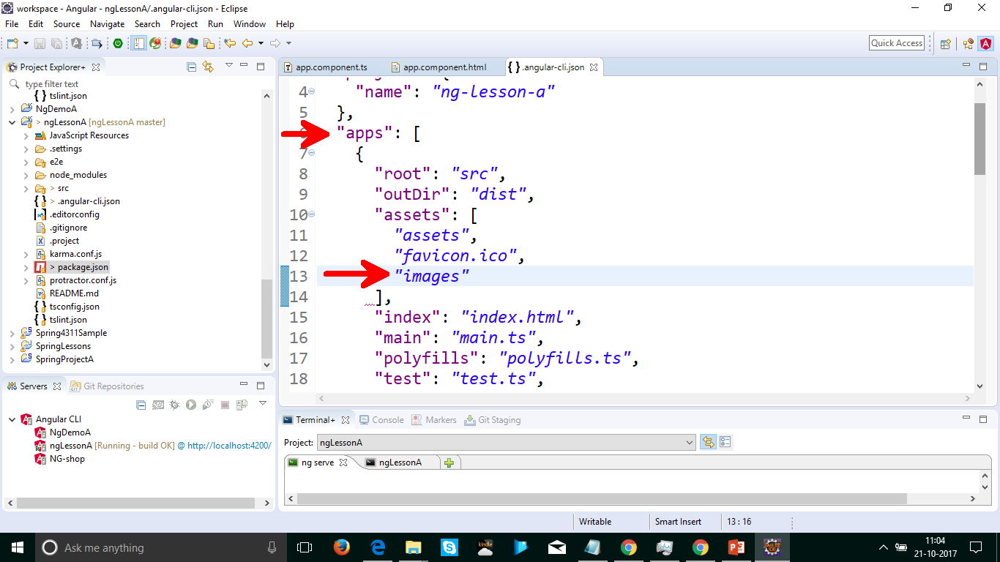 workspace - Angular - ngLessonA/.angular-cli.json - Eclipse
File Edit Source Navigate Search Project Run Window Help
Quick Access
Project Explorer+
type filter text
tslint.json
NgDemoA
> ngLessonA [ngLessonA master]
JavaScript Resources
.settings
e2e
node_modules
> src
> .angular-cli.json
.editorconfig
.gitignore
.project
karma.conf.js
> package.json
protractor.conf.js
README.md
tsconfig.json
tslint.json
Spring4311Sample
SpringLessons
SpringProjectA
Servers Git Repositories
Angular CLI
NgDemoA
ngLessonA [Running - build OK] @ http://localhost:4200/
NG-shop
app.component.ts app.component.html .angular-cli.json
4 "name": "ng-lesson-a"
5 },
"apps": [
7 {
8 "root": "src",
9 "outDir": "dist",
10 "assets": [
11 "assets",
12 "favicon.ico",
13 "images"
14 ],
15 "index": "index.html",
16 "main": "main.ts",
17 "polyfills": "polyfills.ts",
18 "test": "test.ts",
Terminal+ Console Markers Git Staging
Project: ngLessonA
ng serve ngLessonA
Writable Smart Insert 13 : 16
Ask me anything
kindle
11:04
21-10-2017